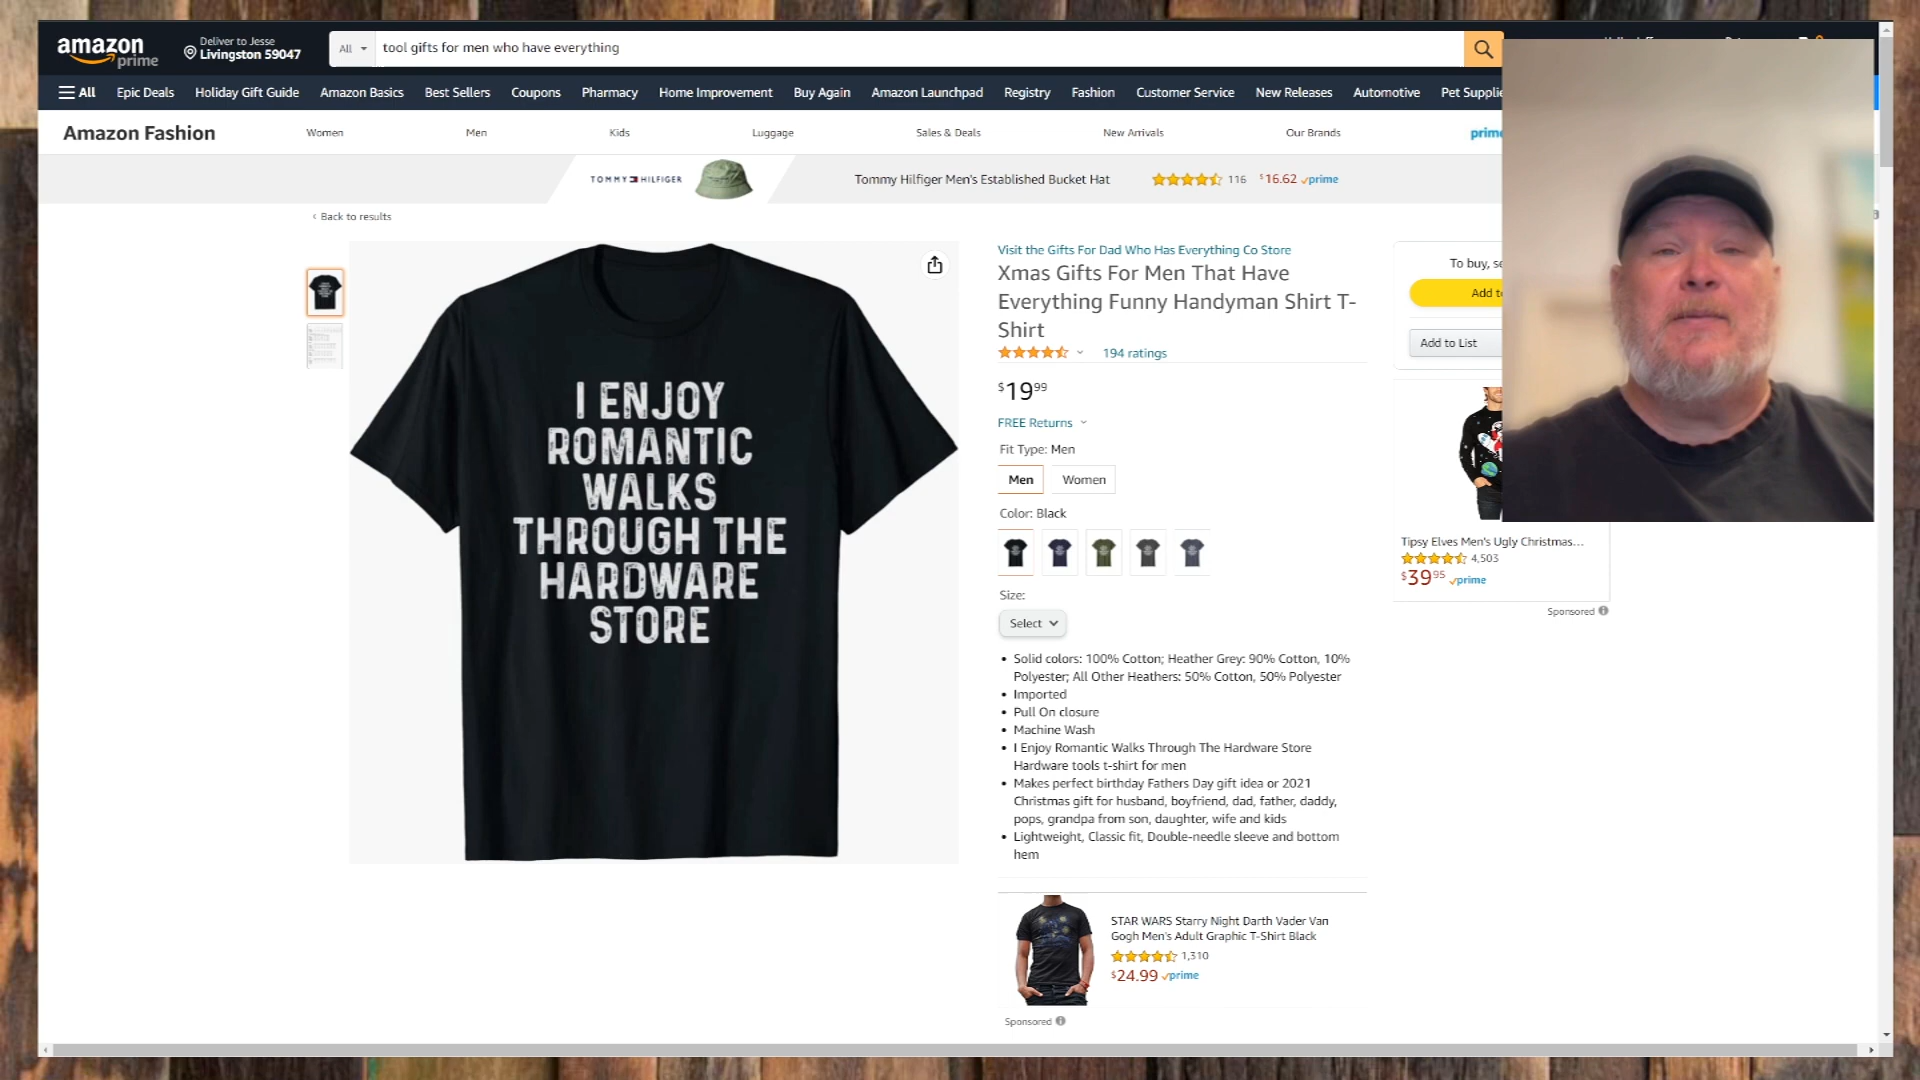 amazon
prime
Deliver to Jesse
Livingston 59047
All
tool gifts for men who have everything
All
Epic Deals
Holiday Gift Guide
Amazon Basics
Best Sellers
Coupons
Pharmacy
Home Improvement
Buy Again
Amazon Launchpad
Registry
Fashion
Customer Service
New Releases
Automotive
Pet Supplie
Amazon Fashion
Women
Men
Kids
Luggage
Sales & Deals
New Arrivals
Our Brands
prime
TOMMY HILFIGER
Tommy Hilfiger Men's Established Bucket Hat
116
$16.62 prime
‹ Back to results
I ENJOY
ROMANTIC
WALKS
THROUGH THE
HARDWARE
STORE
Visit the Gifts For Dad Who Has Everything Co Store
Xmas Gifts For Men That Have
Everything Funny Handyman Shirt T-
Shirt
194 ratings
$19.99
FREE Returns
Fit Type: Men
Men
Women
Color: Black
Size:
Select
• Solid colors: 100% Cotton; Heather Grey: 90% Cotton, 10%
Polyester; All Other Heathers: 50% Cotton, 50% Polyester
• Imported
• Pull On closure
• Machine Wash
• I Enjoy Romantic Walks Through The Hardware Store
Hardware tools t-shirt for men
• Makes perfect birthday Fathers Day gift idea or 2021
Christmas gift for husband, boyfriend, dad, father, daddy,
pops, grandpa from son, daughter, wife and kids
• Lightweight, Classic fit, Double-needle sleeve and bottom
hem
STAR WARS Starry Night Darth Vader Van
Gogh Men's Adult Graphic T-Shirt Black
1,310
$24.99 prime
Sponsored
To buy, se
Add to
Add to List
Tipsy Elves Men's Ugly Christmas...
4,503
$39.95 prime
Sponsored